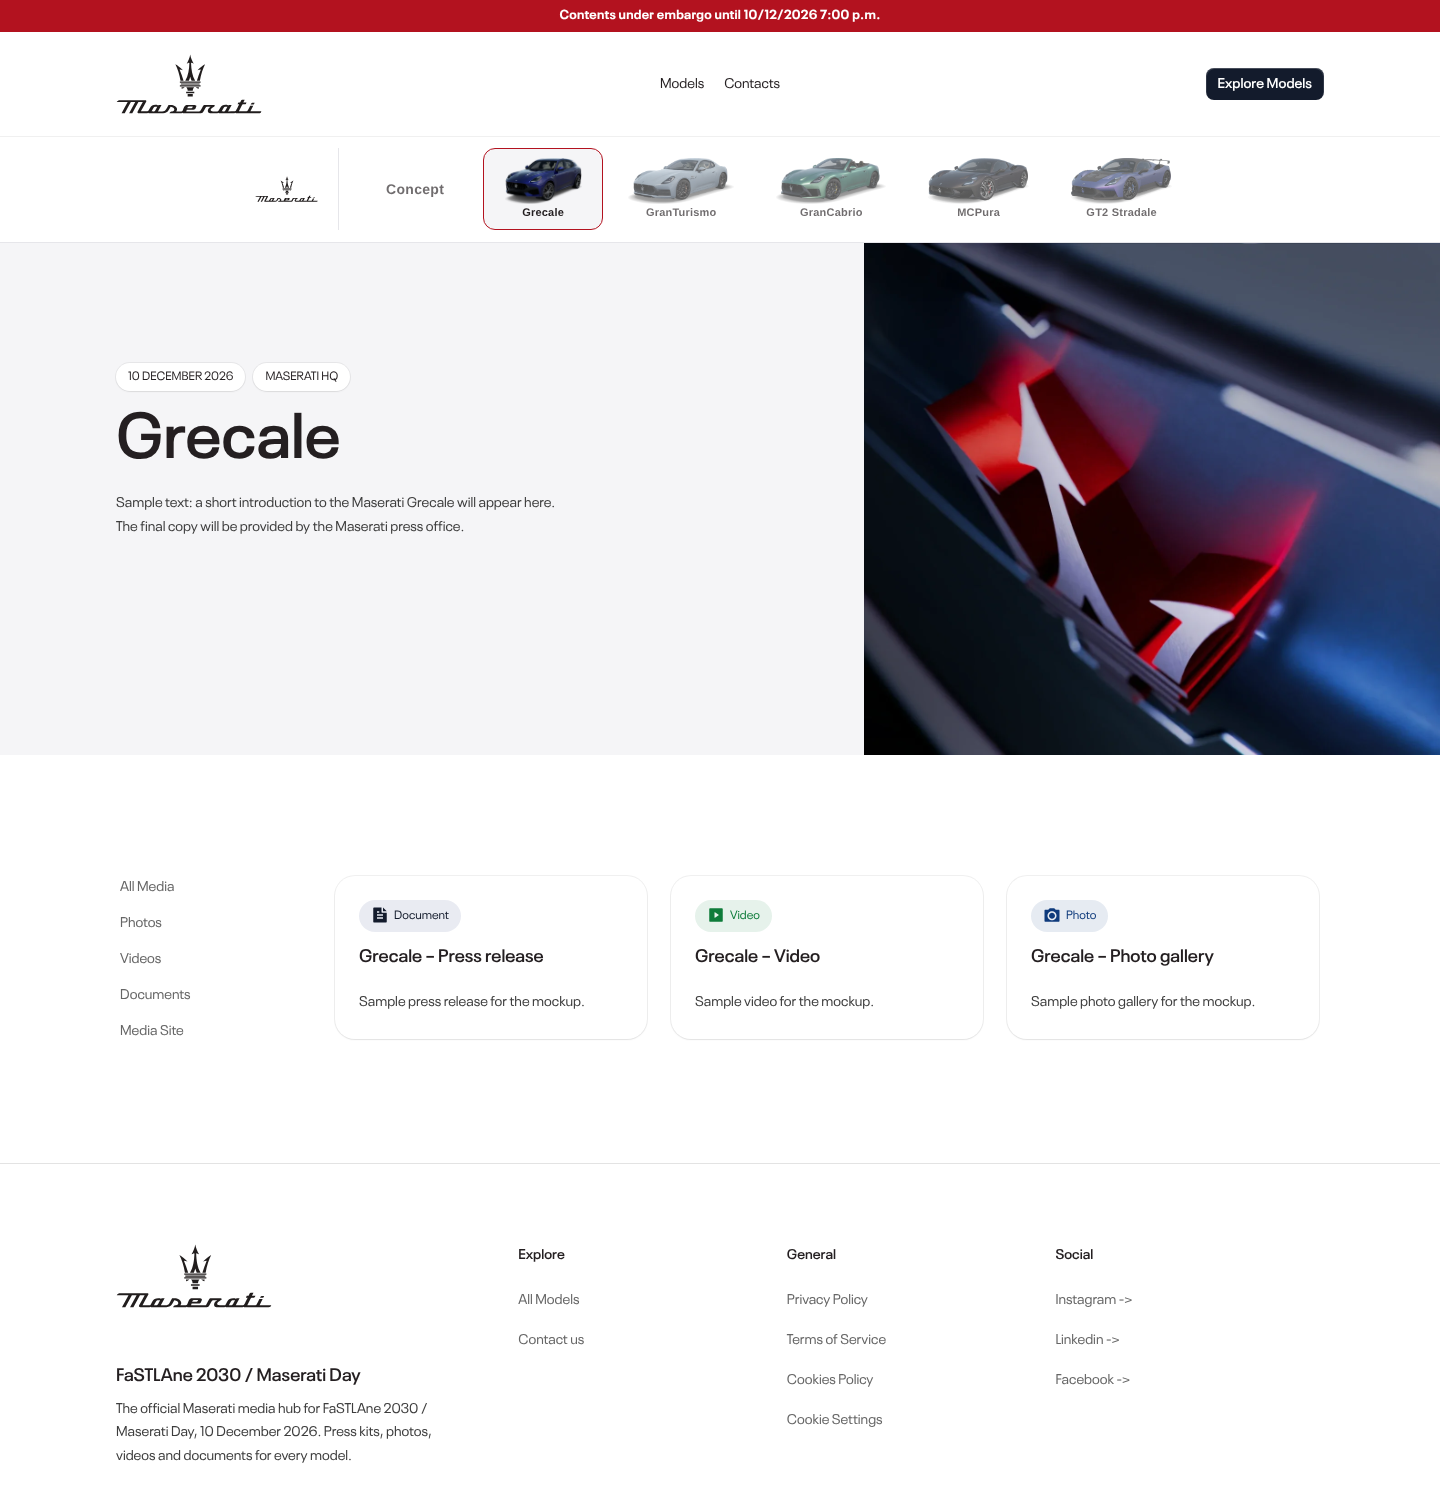 Contents under embargo until 10/12/2026 7:00 p.m.
Maserati
Models
Contacts
Explore Models
Maserati
Concept
Grecale
GranTurismo
GranCabrio
MCPura
GT2 Stradale
10 DECEMBER 2026
MASERATI HQ
Grecale
Sample text: a short introduction to the Maserati Grecale will appear here.
The final copy will be provided by the Maserati press office.
All Media
Photos
Videos
Documents
Media Site
Document
Grecale – Press release
Sample press release for the mockup.
Video
Grecale – Video
Sample video for the mockup.
Photo
Grecale – Photo gallery
Sample photo gallery for the mockup.
Maserati
FaSTLAne 2030 / Maserati Day
The official Maserati media hub for FaSTLAne 2030 /
Maserati Day, 10 December 2026. Press kits, photos,
videos and documents for every model.
Explore
All Models
Contact us
General
Privacy Policy
Terms of Service
Cookies Policy
Cookie Settings
Social
Instagram ->
Linkedin ->
Facebook ->